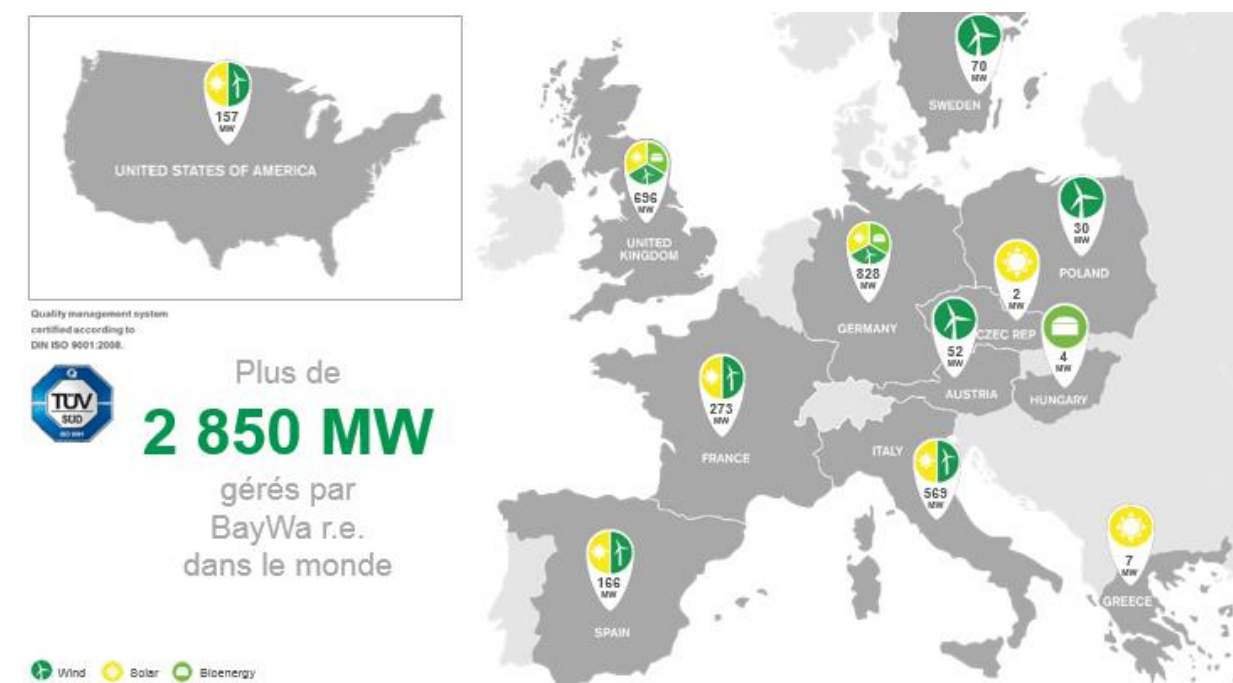 157
MW
UNITED STATES OF AMERICA
Quality management system
certified according to
DIN ISO 9001:2008.
TÜV
SÜD
ISO 9001
Plus de
2 850 MW
gérés par
BayWa r.e.
dans le monde
Wind
Solar
Bioenergy
70
MW
SWEDEN
696
MW
UNITED
KINGDOM
30
MW
POLAND
828
MW
GERMANY
2
MW
CZEC REP
52
MW
AUSTRIA
4
MW
HUNGARY
273
MW
FRANCE
ITALY
569
MW
166
MW
SPAIN
7
MW
GREECE